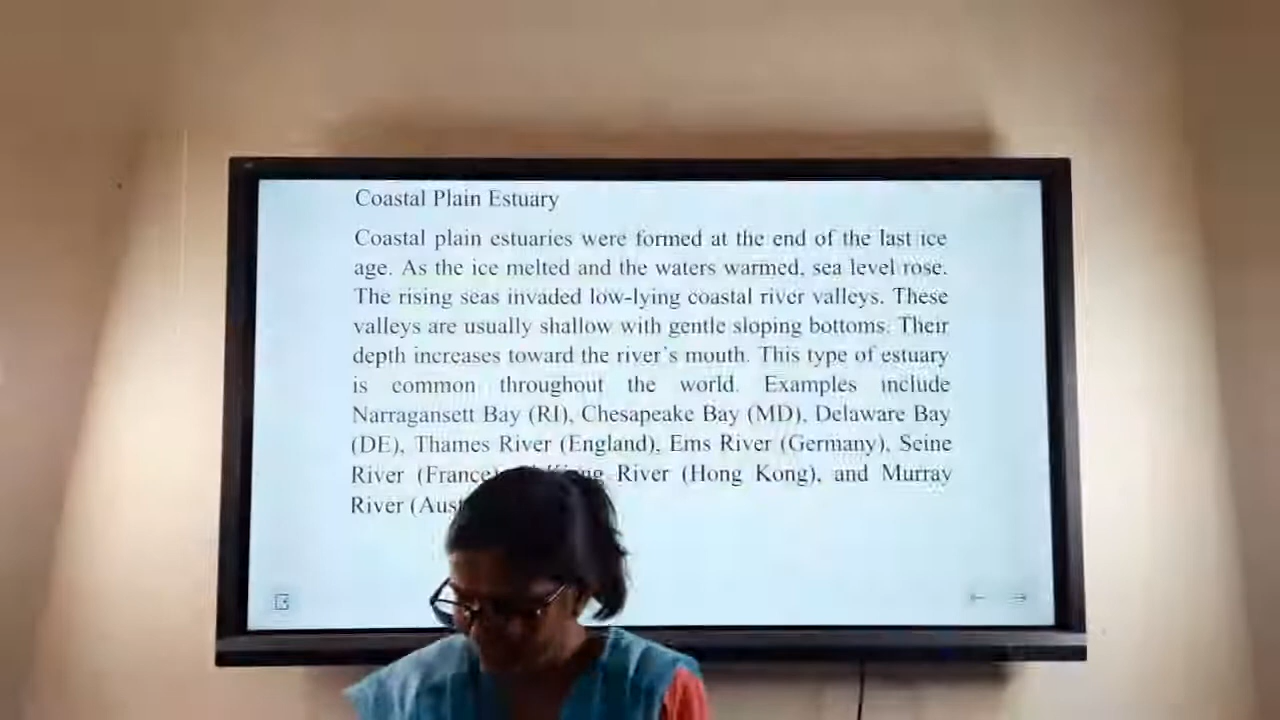 Coastal Plain Estuary
Coastal plain estuaries were formed at the end of the last ice
age. As the ice melted and the waters warmed, sea level rose.
The rising seas invaded low-lying coastal river valleys. These
valleys are usually shallow with gentle sloping bottoms. Their
depth increases toward the river's mouth. This type of estuary
is common throughout the world. Examples include
Narragansett Bay (RI), Chesapeake Bay (MD), Delaware Bay
(DE), Thames River (England), Ems River (Germany), Seine
River (France) River (Hong Kong), and Murray
River (Aust